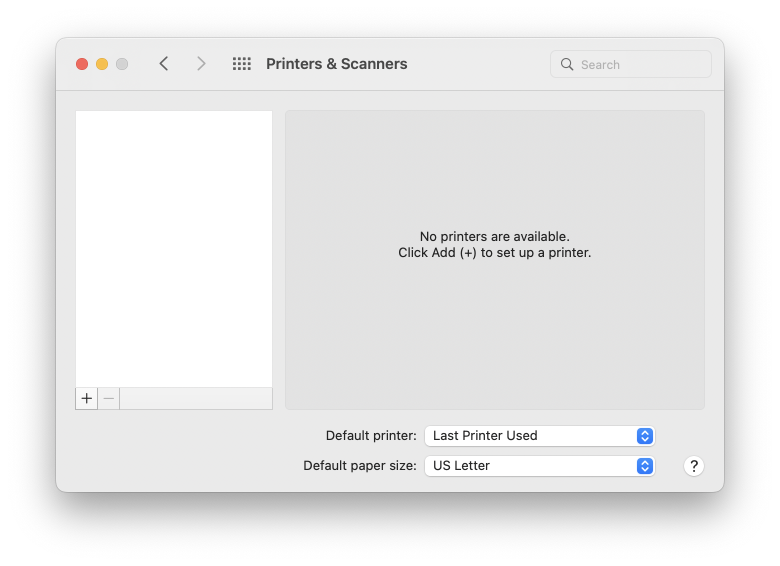 Printers & Scanners
Search
No printers are available.
Click Add (+) to set up a printer.
+ −
Default printer: Last Printer Used
Default paper size: US Letter
?